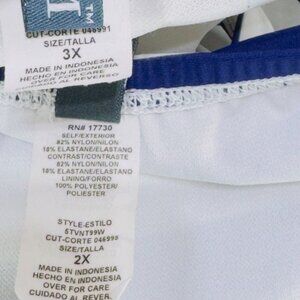 TM
CUT-CORTE 046991
SIZE/TALLA
3X
MADE IN INDONESIA
HECHO EN INDONESIA
OVER FOR CARE
AL REVERSO
RN# 17730
SELF/EXTERIOR
82% NYLON/NILON
18% ELASTANE/ELASTANO
CONTRAST/CONTRASTE
82% NYLON/NILON
18% ELASTANE/ELASTANO
LINING/FORRO
100% POLYESTER/
POLIESTER
STYLE-ESTILO
5TVNT99W
CUT-CORTE 046995
SIZE/TALLA
2X
MADE IN INDONESIA
HECHO EN INDONESIA
OVER FOR CARE
CUIDADO AL REVER.